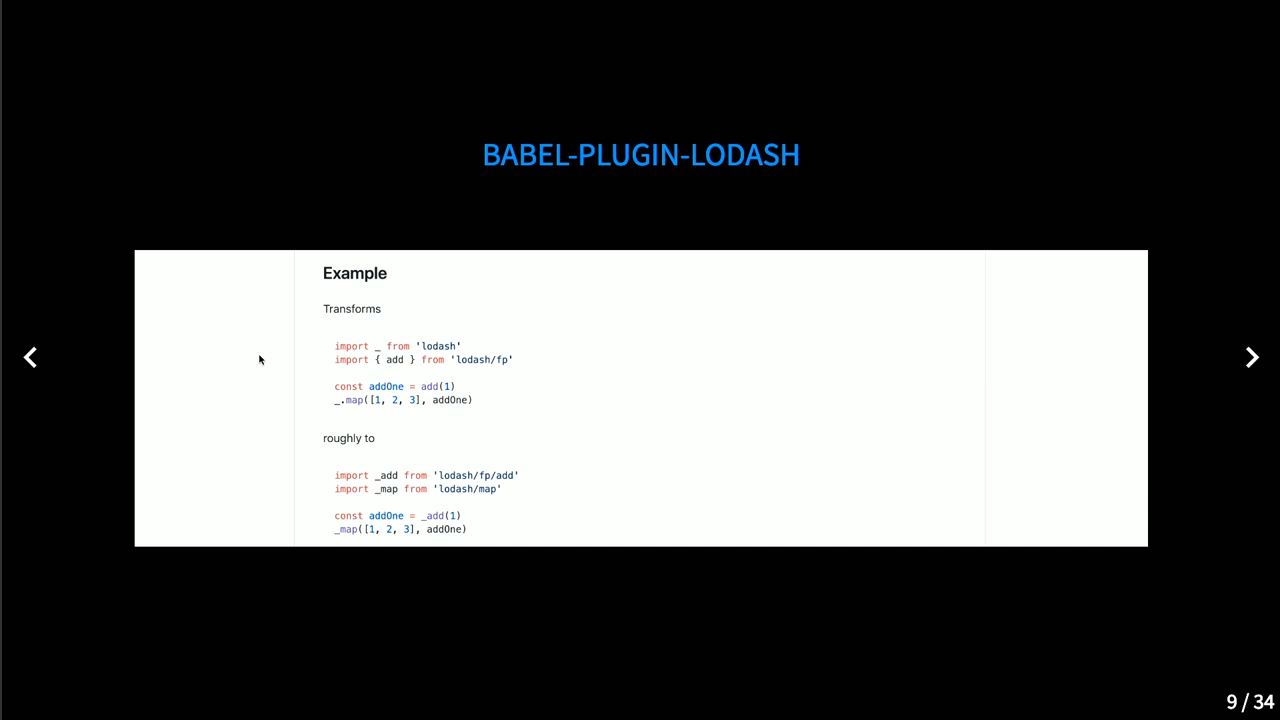 BABEL-PLUGIN-LODASH
Example
Transforms
import _ from 'lodash'
import { add } from 'lodash/fp'
const addOne = add(1)
_.map([1, 2, 3], addOne)
roughly to
import _add from 'lodash/fp/add'
import _map from 'lodash/map'
const addOne = _add(1)
_map([1, 2, 3], addOne)
9 / 34